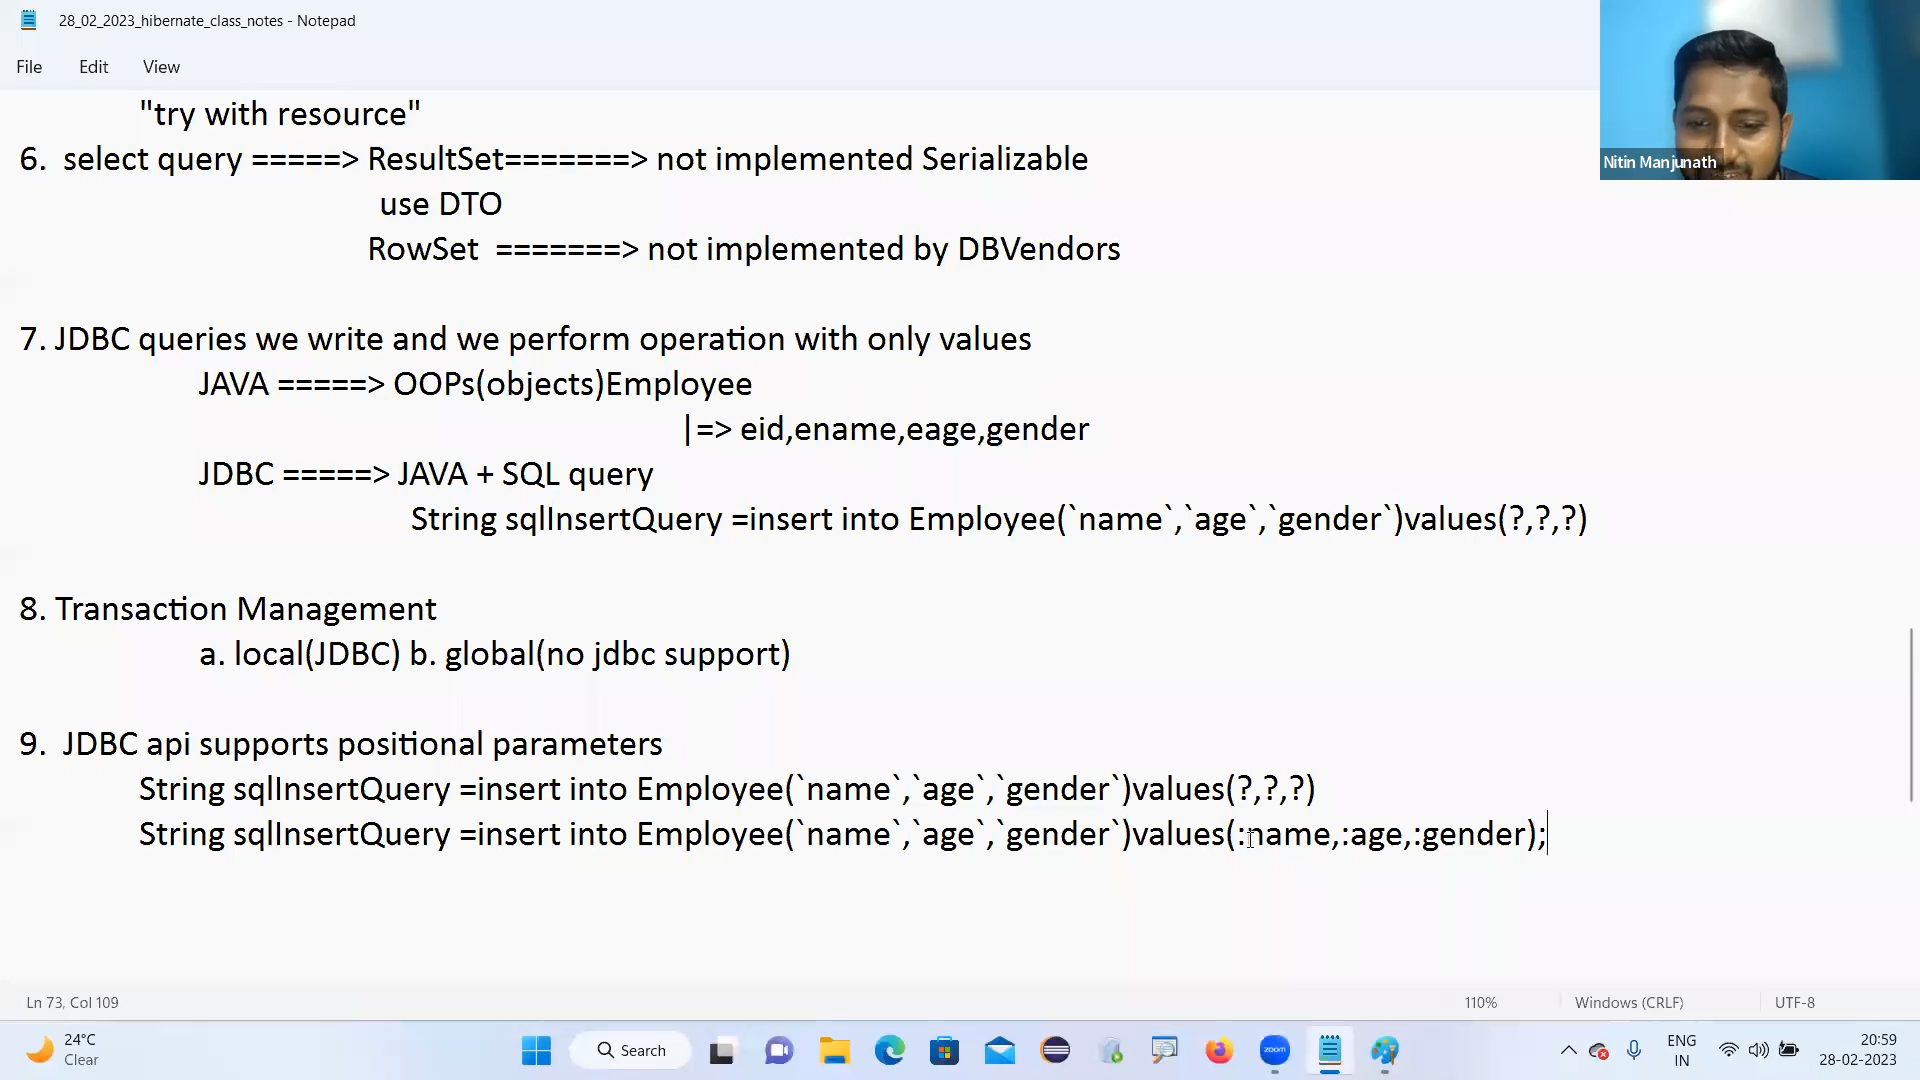 28_02_2023_hibernate_class_notes - Notepad
File Edit View
"try with resource"
6. select query =====> ResultSet=======> not implemented Serializable
use DTO
RowSet =======> not implemented by DBVendors
7. JDBC queries we write and we perform operation with only values
JAVA =====> OOPs(objects)Employee
|=> eid,ename,eage,gender
JDBC =====> JAVA + SQL query
String sqlInsertQuery =insert into Employee(`name`,`age`,`gender`)values(?,?,?)
8. Transaction Management
a. local(JDBC) b. global(no jdbc support)
9. JDBC api supports positional parameters
String sqlInsertQuery =insert into Employee(`name`,`age`,`gender`)values(?,?,?)
String sqlInsertQuery =insert into Employee(`name`,`age`,`gender`)values(:name,:age,:gender);
Nitin Manjunath
Ln 73, Col 109
110%
Windows (CRLF)
UTF-8
24°C
Clear
Search
zoom
ENG
IN
20:59
28-02-2023